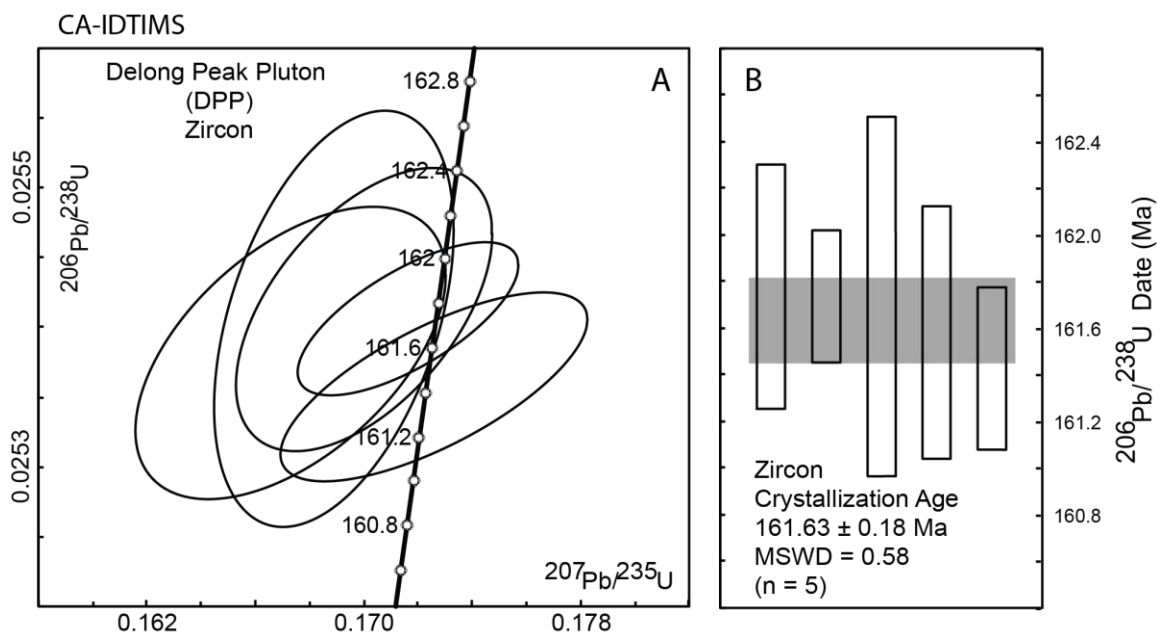 CA-IDTIMS
Delong Peak Pluton
(DPP)
Zircon
A
162.8
162.4
162
161.6
161.2
160.8
0.0255
0.0253
206Pb/238U
207Pb/235U
0.162
0.170
0.178
B
162.4
162.0
161.6
161.2
160.8
206Pb/238U Date (Ma)
Zircon
Crystallization Age
161.63 ± 0.18 Ma
MSWD = 0.58
(n = 5)